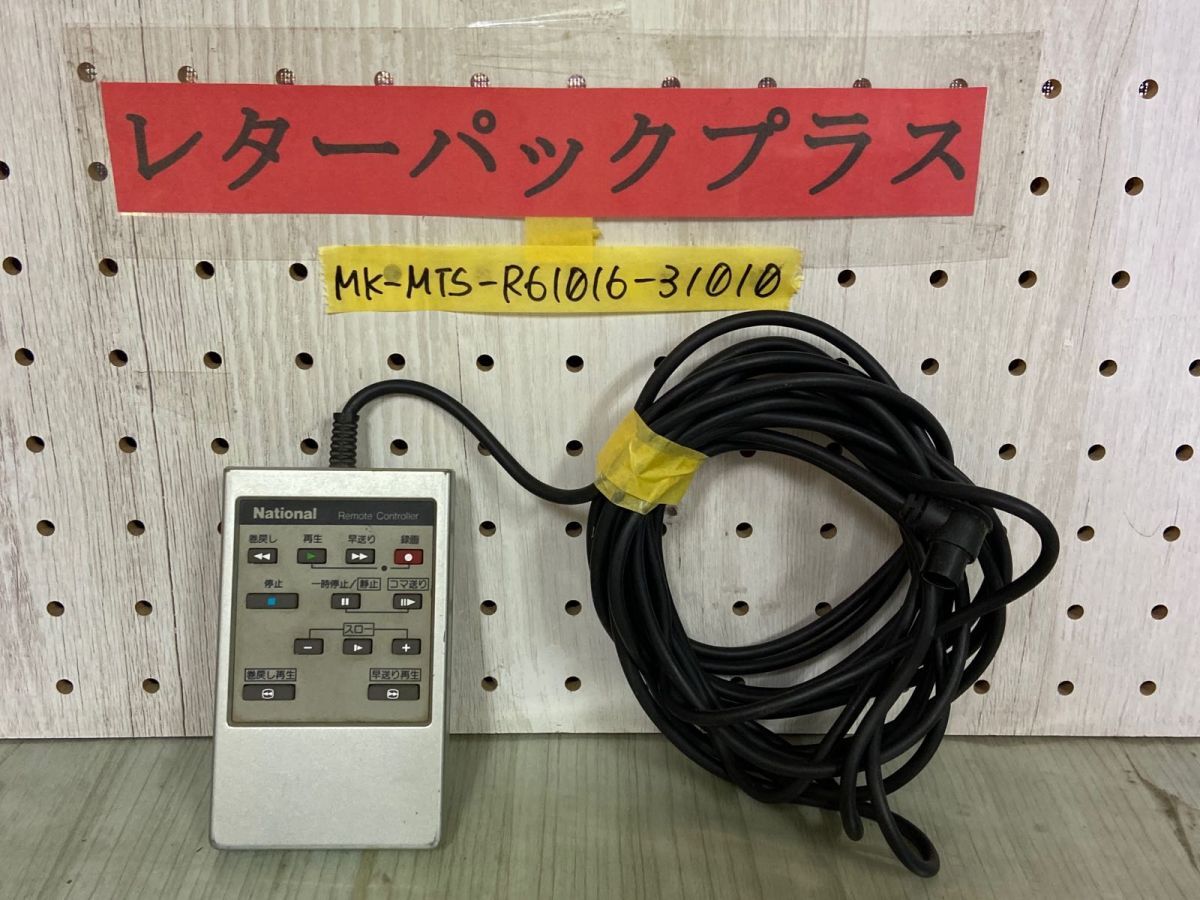 レターパックプラス
MK-MTS-R61016-31010
National Remote Controller
巻戻し 再生 早送り 録画
停止 一時停止/静止 コマ送り
スロー
− +
巻戻し再生 早送り再生